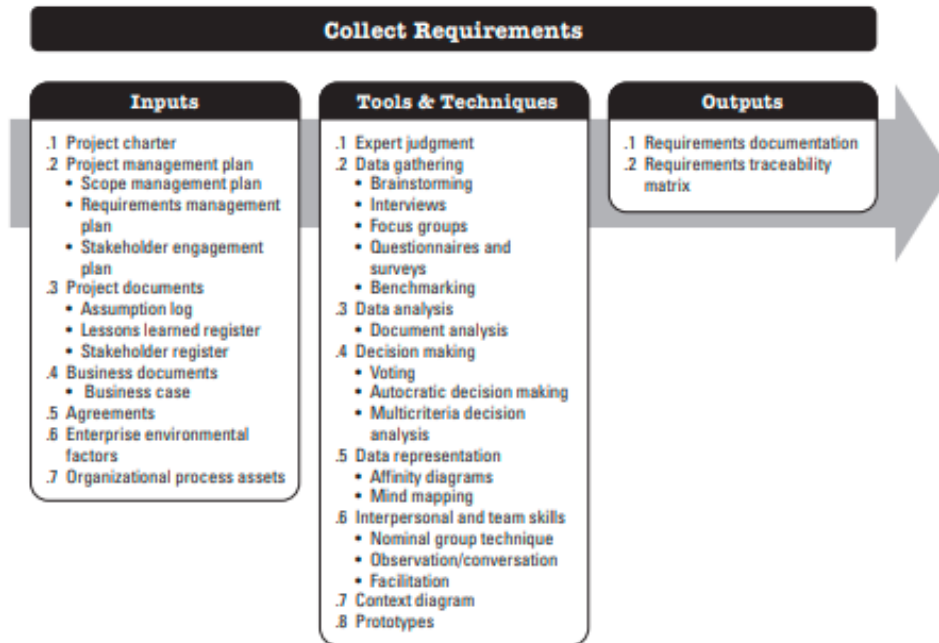 Collect Requirements
Inputs
.1 Project charter
.2 Project management plan
• Scope management plan
• Requirements management
plan
• Stakeholder engagement
plan
.3 Project documents
• Assumption log
• Lessons learned register
• Stakeholder register
.4 Business documents
• Business case
.5 Agreements
.6 Enterprise environmental
factors
.7 Organizational process assets
Tools & Techniques
.1 Expert judgment
.2 Data gathering
• Brainstorming
• Interviews
• Focus groups
• Questionnaires and
surveys
• Benchmarking
.3 Data analysis
• Document analysis
.4 Decision making
• Voting
• Autocratic decision making
• Multicriteria decision
analysis
.5 Data representation
• Affinity diagrams
• Mind mapping
.6 Interpersonal and team skills
• Nominal group technique
• Observation/conversation
• Facilitation
.7 Context diagram
.8 Prototypes
Outputs
.1 Requirements documentation
.2 Requirements traceability
matrix